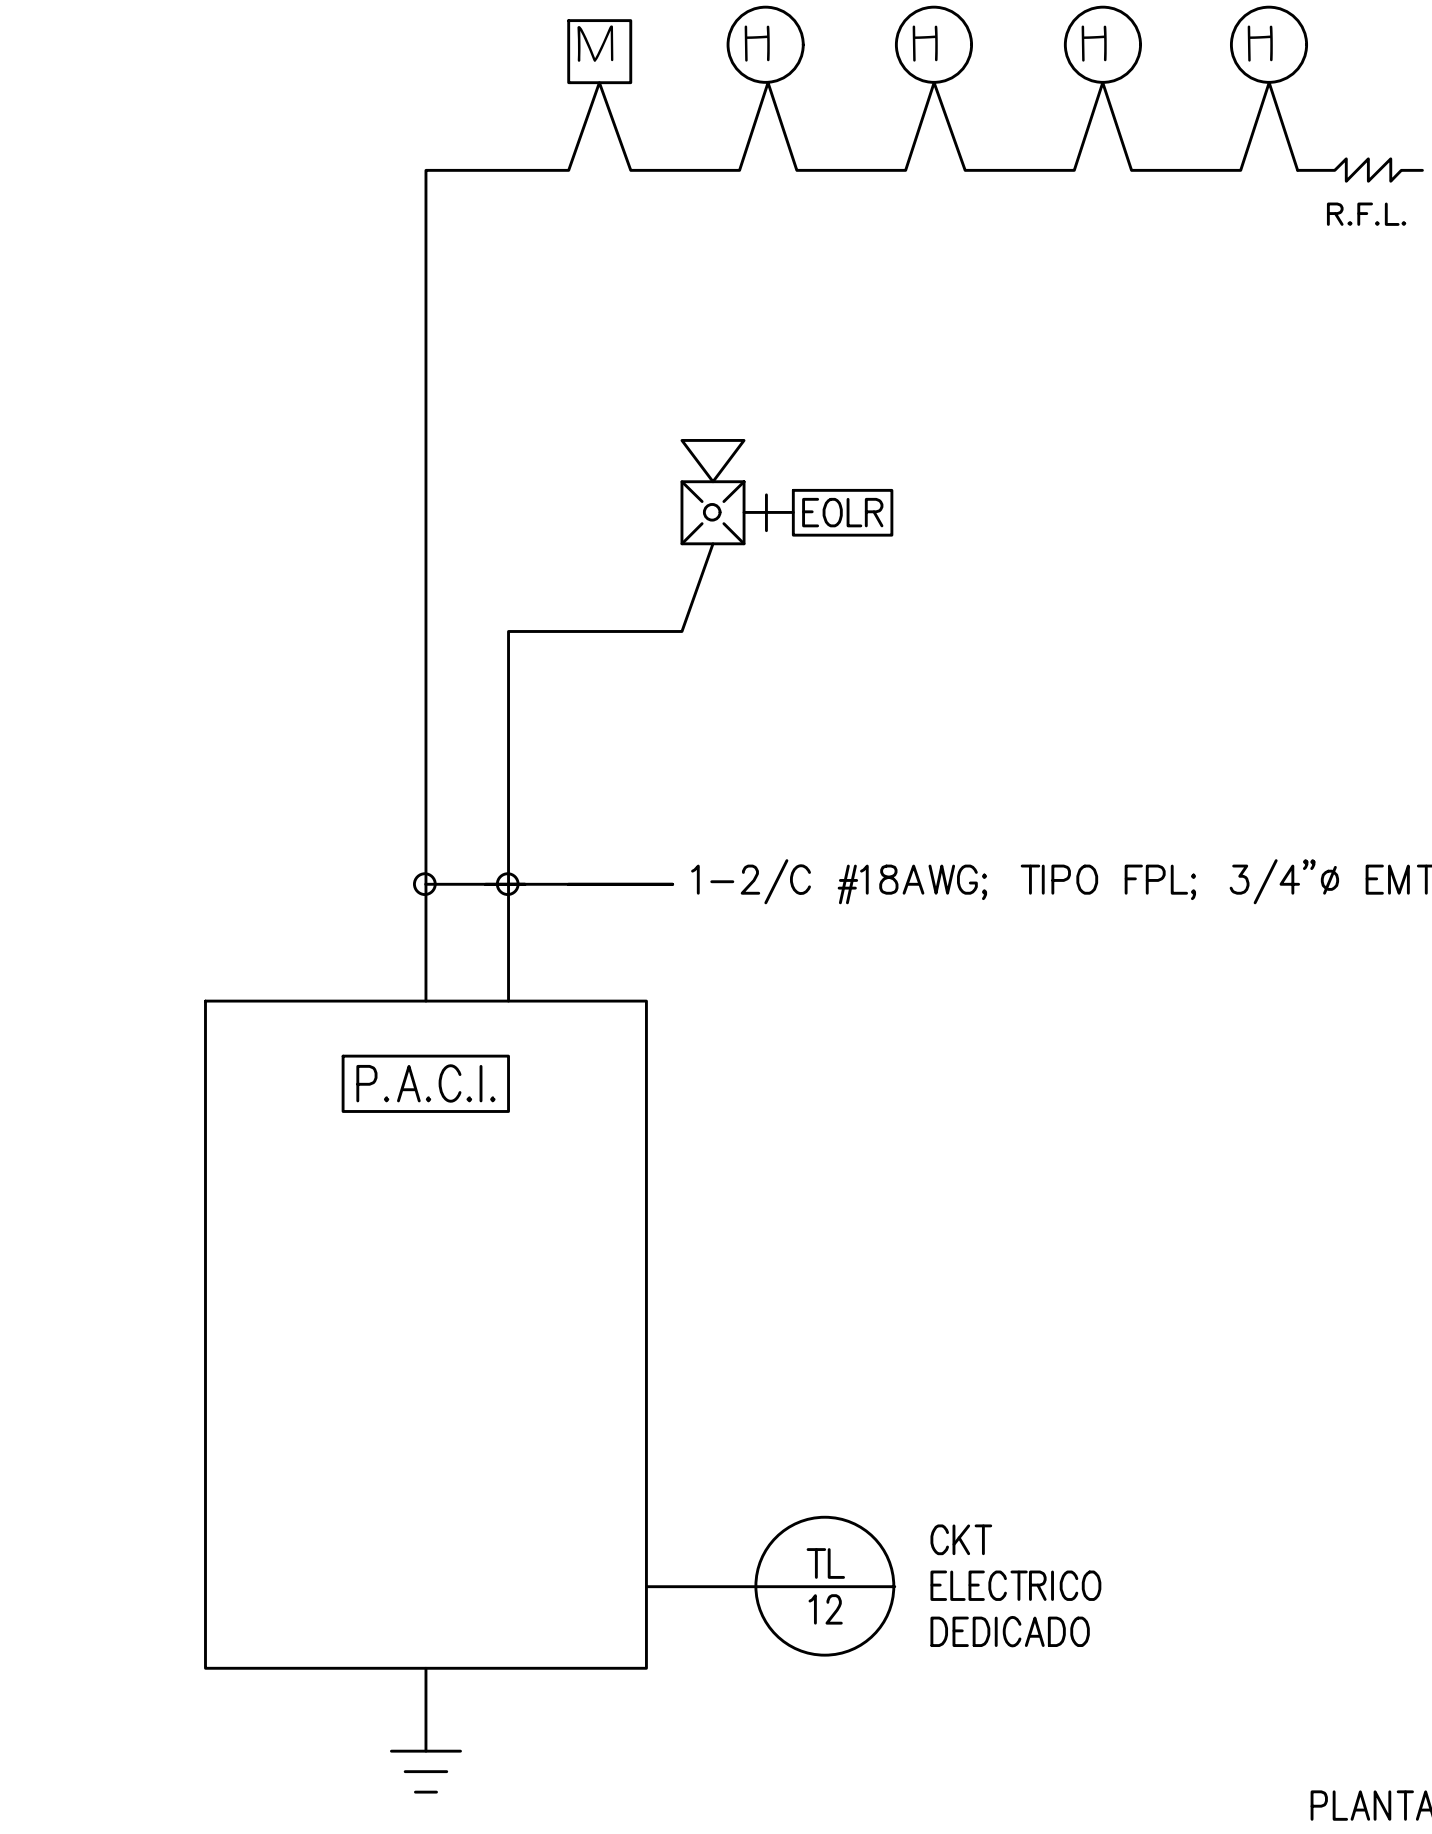 M H H H H
R.F.L.
EOLR
1-2/C #18AWG; TIPO FPL; 3/4"ø EMT
P.A.C.I.
TL
12
CKT
ELECTRICO
DEDICADO
PLANTA